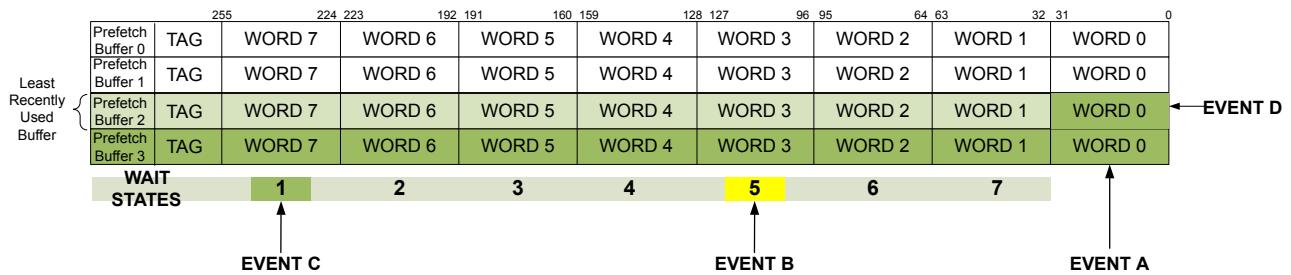 255 224 223 192 191 160 159 128 127 96 95 64 63 32 31 0
Prefetch Buffer 0 TAG WORD 7 WORD 6 WORD 5 WORD 4 WORD 3 WORD 2 WORD 1 WORD 0
Prefetch Buffer 1 TAG WORD 7 WORD 6 WORD 5 WORD 4 WORD 3 WORD 2 WORD 1 WORD 0
Least Recently Used Buffer
Prefetch Buffer 2 TAG WORD 7 WORD 6 WORD 5 WORD 4 WORD 3 WORD 2 WORD 1 WORD 0 EVENT D
Prefetch Buffer 3 TAG WORD 7 WORD 6 WORD 5 WORD 4 WORD 3 WORD 2 WORD 1 WORD 0
WAIT STATES 1 2 3 4 5 6 7
EVENT C EVENT B EVENT A